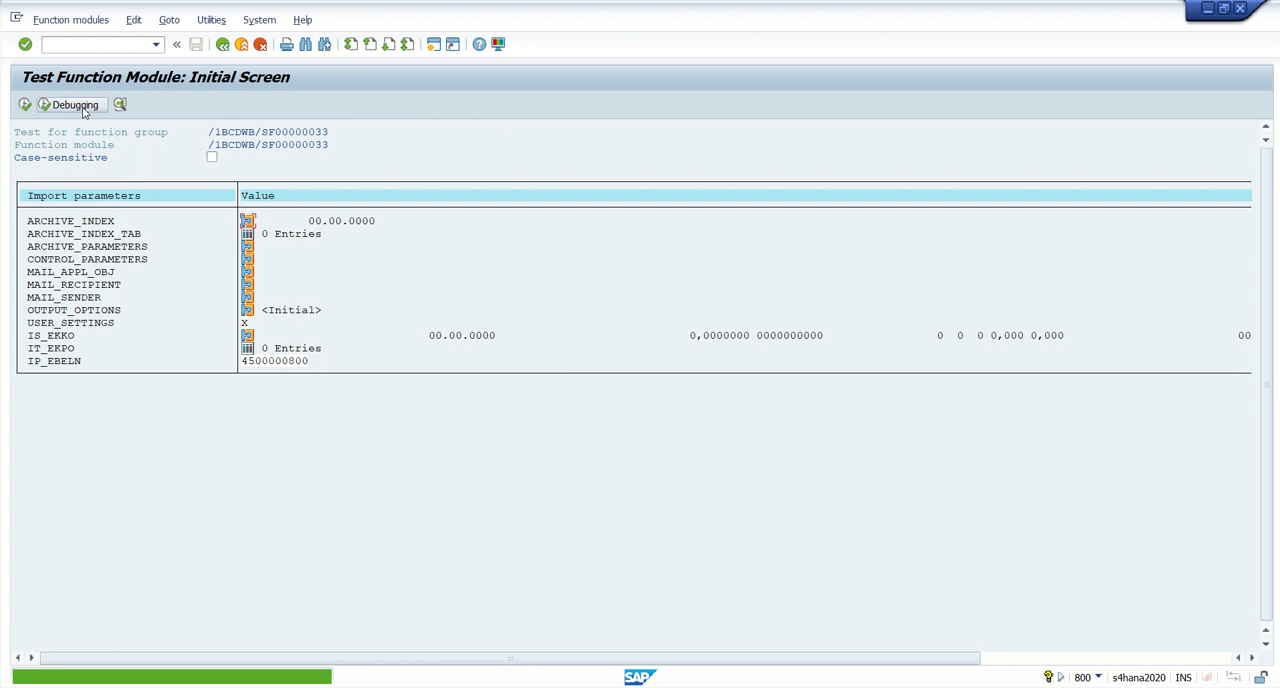 Function modules Edit Goto Utilities System Help
Test Function Module: Initial Screen
Debugging
Test for function group /1BCDWB/SF00000033
Function module /1BCDWB/SF00000033
Case-sensitive
Import parameters Value
ARCHIVE_INDEX 00.00.0000
ARCHIVE_INDEX_TAB 0 Entries
ARCHIVE_PARAMETERS
CONTROL_PARAMETERS
MAIL_APPL_OBJ
MAIL_RECIPIENT
MAIL_SENDER
OUTPUT_OPTIONS <Initial>
USER_SETTINGS X
IS_EKKO 00.00.0000 0,0000000 0000000000 0 0 0 0,000 0,000 00
IT_EKPO 0 Entries
IP_EBELN 4500000800
SAP 800 s4hana2020 INS